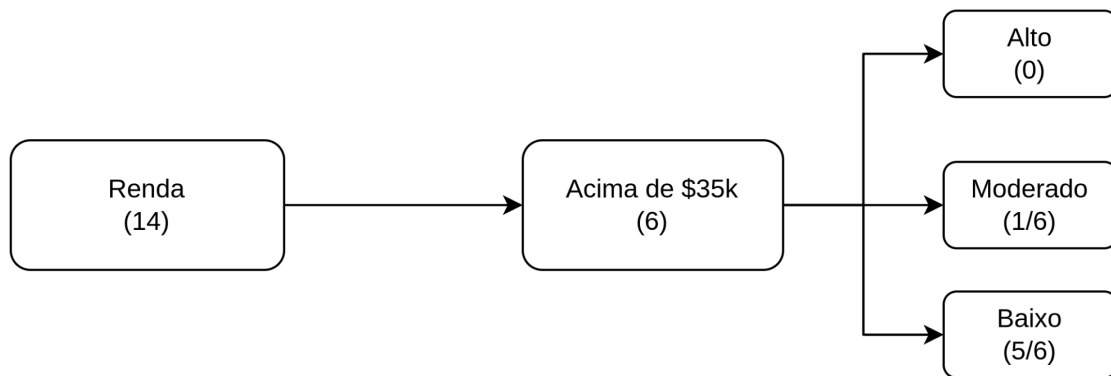 Renda
(14)
Acima de $35k
(6)
Alto
(0)
Moderado
(1/6)
Baixo
(5/6)